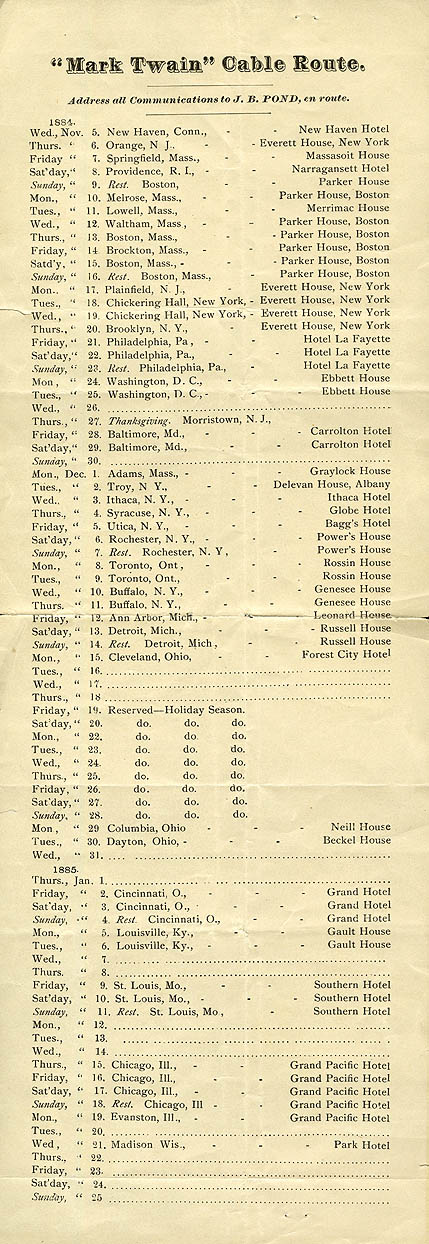 "Mark Twain" Cable Route.
Address all Communications to J. B. POND, en route.
1884.
Wed., Nov. 5. New Haven, Conn., - - New Haven Hotel
Thurs. " 6. Orange, N J., - Everett House, New York
Friday " 7. Springfield, Mass., - Massasoit House
Sat'day, " 8. Providence, R. I., - - Narragansett Hotel
Sunday, " 9. Rest. Boston, - - Parker House
Mon., " 10. Melrose, Mass., - Parker House, Boston
Tues., " 11. Lowell, Mass., - - Merrimac House
Wed., " 12. Waltham, Mass, - Parker House, Boston
Thurs., " 13. Boston, Mass., - - Parker House, Boston
Friday, " 14 Brockton, Mass., - Parker House, Boston
Satd'y. " 15. Boston, Mass., - - Parker House, Boston
Sunday, " 16. Rest. Boston, Mass., - Parker House, Boston
Mon. " 17. Plainfield, N. J., - Everett House, New York
Tues., " 18. Chickering Hall, New York, - Everett House, New York
Wed., " 19. Chickering Hall, New York, - Everett House, New York
Thurs., " 20. Brooklyn, N. Y., - Everett House, New York
Friday, " 21. Philadelphia, Pa, - - Hotel La Fayette
Sat'day, " 22. Philadelphia, Pa., - Hotel La Fayette
Sunday, " 23. Rest. Philadelphia, Pa., - Hotel La Fayette
Mon, " 24. Washington, D. C., - - Ebbett House
Tues., " 25. Washington, D. C., - - Ebbett House
Wed., " 26.
Thurs., " 27. Thanksgiving. Morristown, N. J.,
Friday, " 28. Baltimore, Md., - - Carrolton Hotel
Sat'day, " 29. Baltimore, Md., - - Carrolton Hotel
Sunday, " 30.
Mon., Dec. 1. Adams, Mass., - - Graylock House
Tues., " 2. Troy, N Y., - Delevan House, Albany
Wed.. " 3. Ithaca, N. Y., - - Ithaca Hotel
Thurs., " 4. Syracuse, N. Y., - - Globe Hotel
Friday " 5. Utica, N. Y., - - Bagg's Hotel
Sat'day, " 6. Rochester, N. Y., - - Power's House
Sunday, " 7. Rest. Rochester, N. Y, - Power's House
Mon., " 8. Toronto, Ont, - - Rossin House
Tues., " 9. Toronto, Ont., - - Rossin House
Wed., " 10. Buffalo, N. Y., - - Genesee House
Thurs. " 11. Buffalo, N. Y., - - Genesee House
Friday, " 12. Ann Arbor, Mich., - - Leonard House
Sat'day, " 13. Detroit, Mich., - - Russell House
Sunday, " 14. Rest. Detroit, Mich, - Russell House
Mon., " 15. Cleveland, Ohio, - Forest City Hotel
Tues., " 16.
Wed., " 17.
Thurs., " 18
Friday, " 19. Reserved—Holiday Season.
Sat'day " 20. do. do. do.
Mon., " 22. do. do. do.
Tues., " 23. do. do. do.
Wed., " 24. do. do. do.
Thurs., " 25. do. do. do.
Friday, " 26. do. do. do.
Sat'day, " 27. do. do. do.
Sunday, " 28. do. do. do.
Mon, " 29 Columbia, Ohio - - Neill House
Tues., " 30. Dayton, Ohio, - - - Beckel House
Wed., " 31.
1885.
Thurs., Jan. 1.
Friday, " 2. Cincinnati, O., - - Grand Hotel
Sat'day, " 3. Cincinnati, O., - - Grand Hotel
Sunday, " 4. Rest. Cincinnati, O., - Grand Hotel
Mon., " 5. Louisville, Ky., - - Gault House
Tues., " 6. Louisville, Ky., - - Gault House
Wed., " 7.
Thurs. " 8.
Friday, " 9. St. Louis, Mo., - - Southern Hotel
Sat'day " 10. St. Louis, Mo., - - Southern Hotel
Sunday, " 11. Rest. St. Louis, Mo, - Southern Hotel
Mon., " 12.
Tues., " 13.
Wed., " 14.
Thurs., " 15. Chicago, Ill., - - Grand Pacific Hotel
Friday, " 16. Chicago, Ill., - - Grand Pacific Hotel
Sat'day, " 17. Chicago, Ill., - - Grand Pacific Hotel
Sunday, " 18. Rest. Chicago, Ill - - Grand Pacific Hotel
Mon., " 19. Evanston, Ill., - - Grand Pacific Hotel
Tues., " 20.
Wed, " 21. Madison Wis., - - - Park Hotel
Thurs., " 22.
Friday, " 23.
Sat'day, " 24.
Sunday, " 25